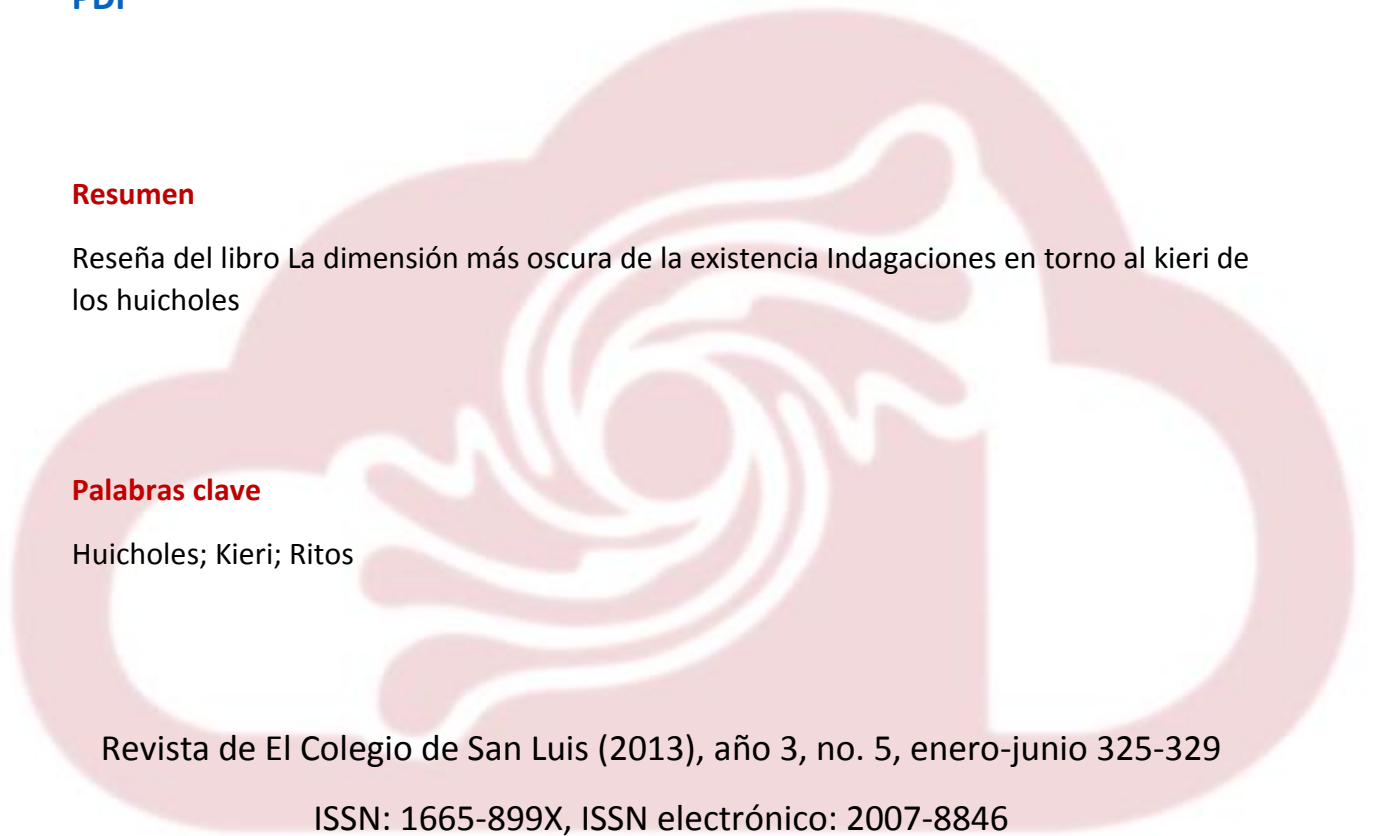 PDF
Resumen
Reseña del libro La dimensión más oscura de la existencia Indagaciones en torno al kieri de
los huicholes
Palabras clave
Huicholes; Kieri; Ritos
Revista de El Colegio de San Luis (2013), año 3, no. 5, enero-junio 325-329
ISSN: 1665-899X, ISSN electrónico: 2007-8846